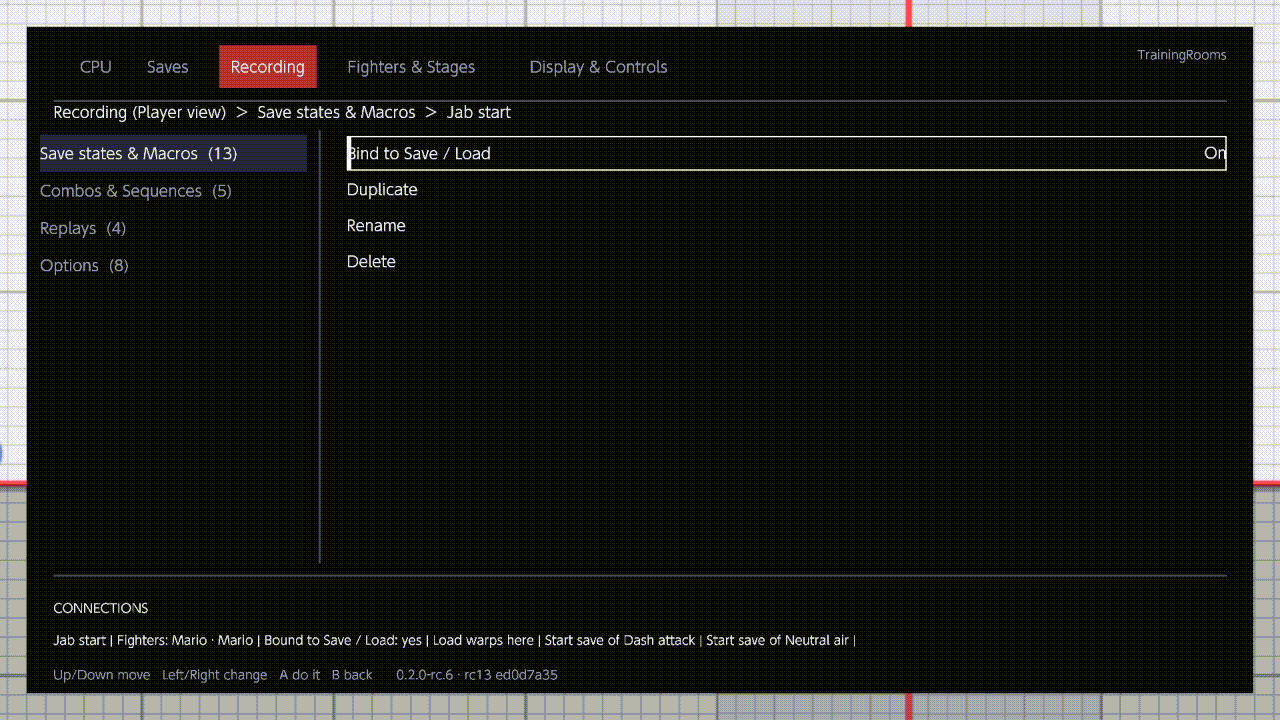 CPU Saves Recording Fighters & Stages Display & Controls TrainingRooms
Recording (Player view) > Save states & Macros > Jab start
Save states & Macros (13)
Combos & Sequences (5)
Replays (4)
Options (8)
Bind to Save / Load On
Duplicate
Rename
Delete
CONNECTIONS
Jab start | Fighters: Mario · Mario | Bound to Save / Load: yes | Load warps here | Start save of Dash attack | Start save of Neutral air |
Up/Down move Left/Right change A do it B back 0.2.0-rc.6 · rc13 ed0d7a35